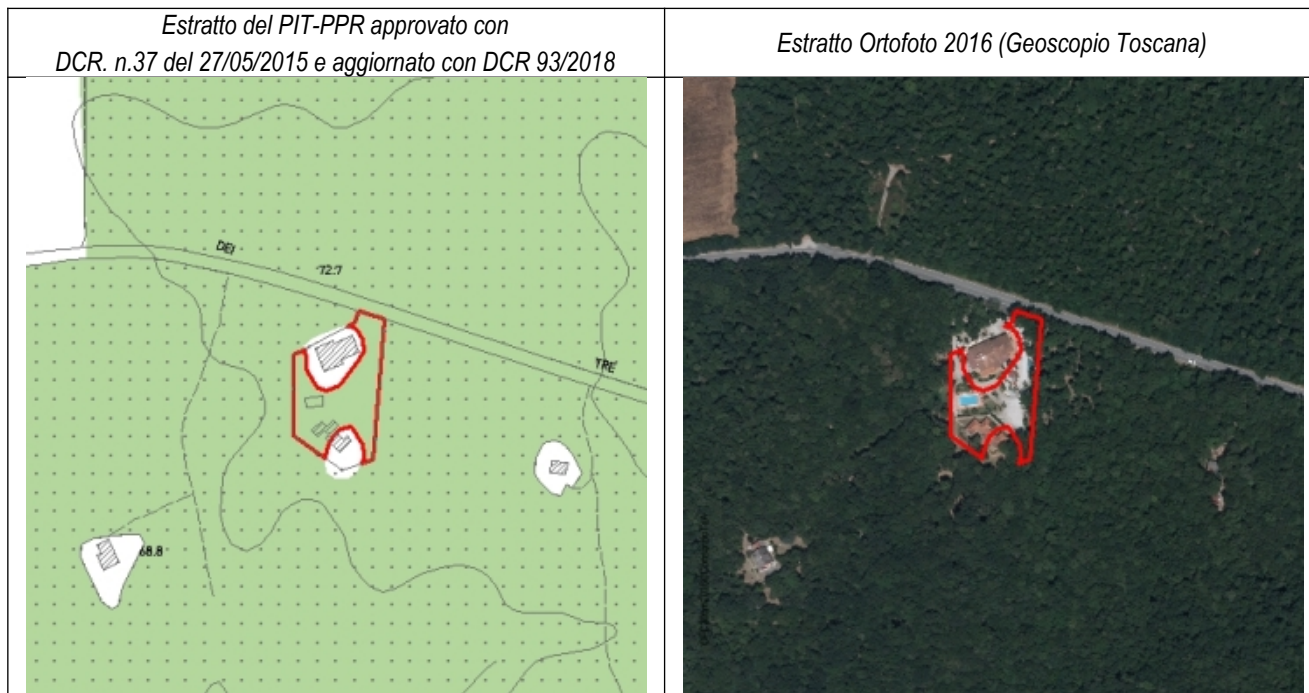 Estratto del PIT-PPR approvato con
DCR. n.37 del 27/05/2015 e aggiornato con DCR 93/2018
Estratto Ortofoto 2016 (Geoscopio Toscana)
DEI
72.7
TRE'
68.8